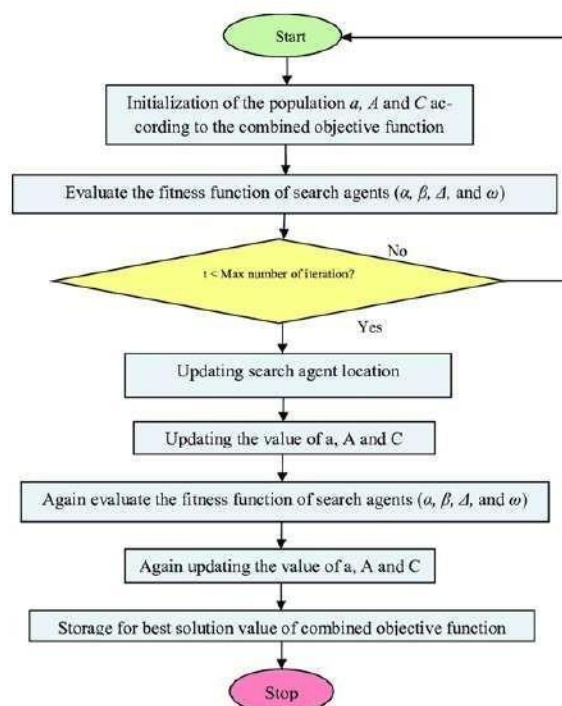 Start
Initialization of the population a, A and C ac-
cording to the combined objective function
Evaluate the fitness function of search agents (α, β, Δ, and ω)
No
t < Max number of iteration?
Yes
Updating search agent location
Updating the value of a, A and C
Again evaluate the fitness function of search agents (α, β, Δ, and ω)
Again updating the value of a, A and C
Storage for best solution value of combined objective function
Stop